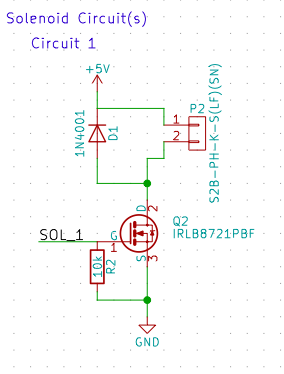 Solenoid Circuit(s)
Circuit 1
+5V
P2
1
2
S2B-PH-K-S(LF)(SN)
1N4001
D1
D
2
Q2
IRLB8721PBF
SOL_1
G
1
S
3
10k
R2
GND